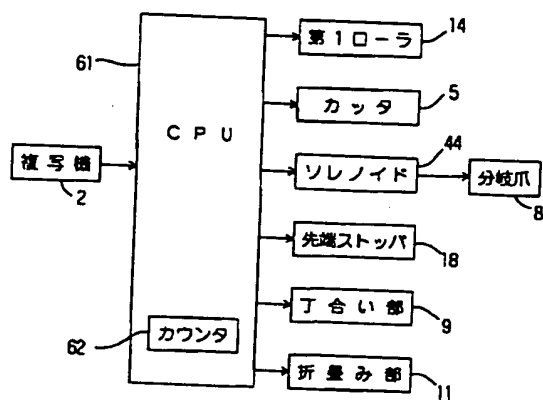 第1ローラ
14
61
カッタ
5
CPU
44
複写機
2
ソレノイド
分岐爪
8
先端ストッパ
18
丁合い部
9
カウンタ
62
折畳み部
11